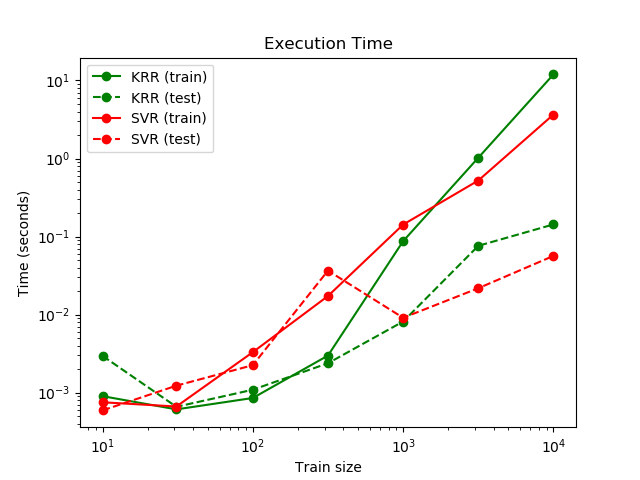 Execution Time
KRR (train)
KRR (test)
SVR (train)
SVR (test)
10¹
10⁰
10⁻¹
10⁻²
10⁻³
Time (seconds)
10¹ 10² 10³ 10⁴
Train size